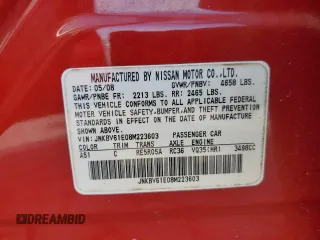 MANUFACTURED BY NISSAN MOTOR CO.,LTD.
DATE: 05/08 GVWR/PNBV: 4658 LBS.
GAWR/PNBE FR: 2213 LBS. RR: 2465 LBS.
THIS VEHICLE CONFORMS TO ALL APPLICABLE FEDERAL
MOTOR VEHICLE SAFETY, BUMPER, AND THEFT PREVENTION
STANDARDS IN EFFECT ON THE DATE OF MANUFACTURE
SHOWN ABOVE.
VIN: JNKBV61E08M223603 PASSENGER CAR
COLOR TRIM TRANS AXLE ENGINE
A51 C RE5R05A RC36 VQ35(HR) 3498CC
JNKBV61E08M223603
© AUTOBIDMASTER